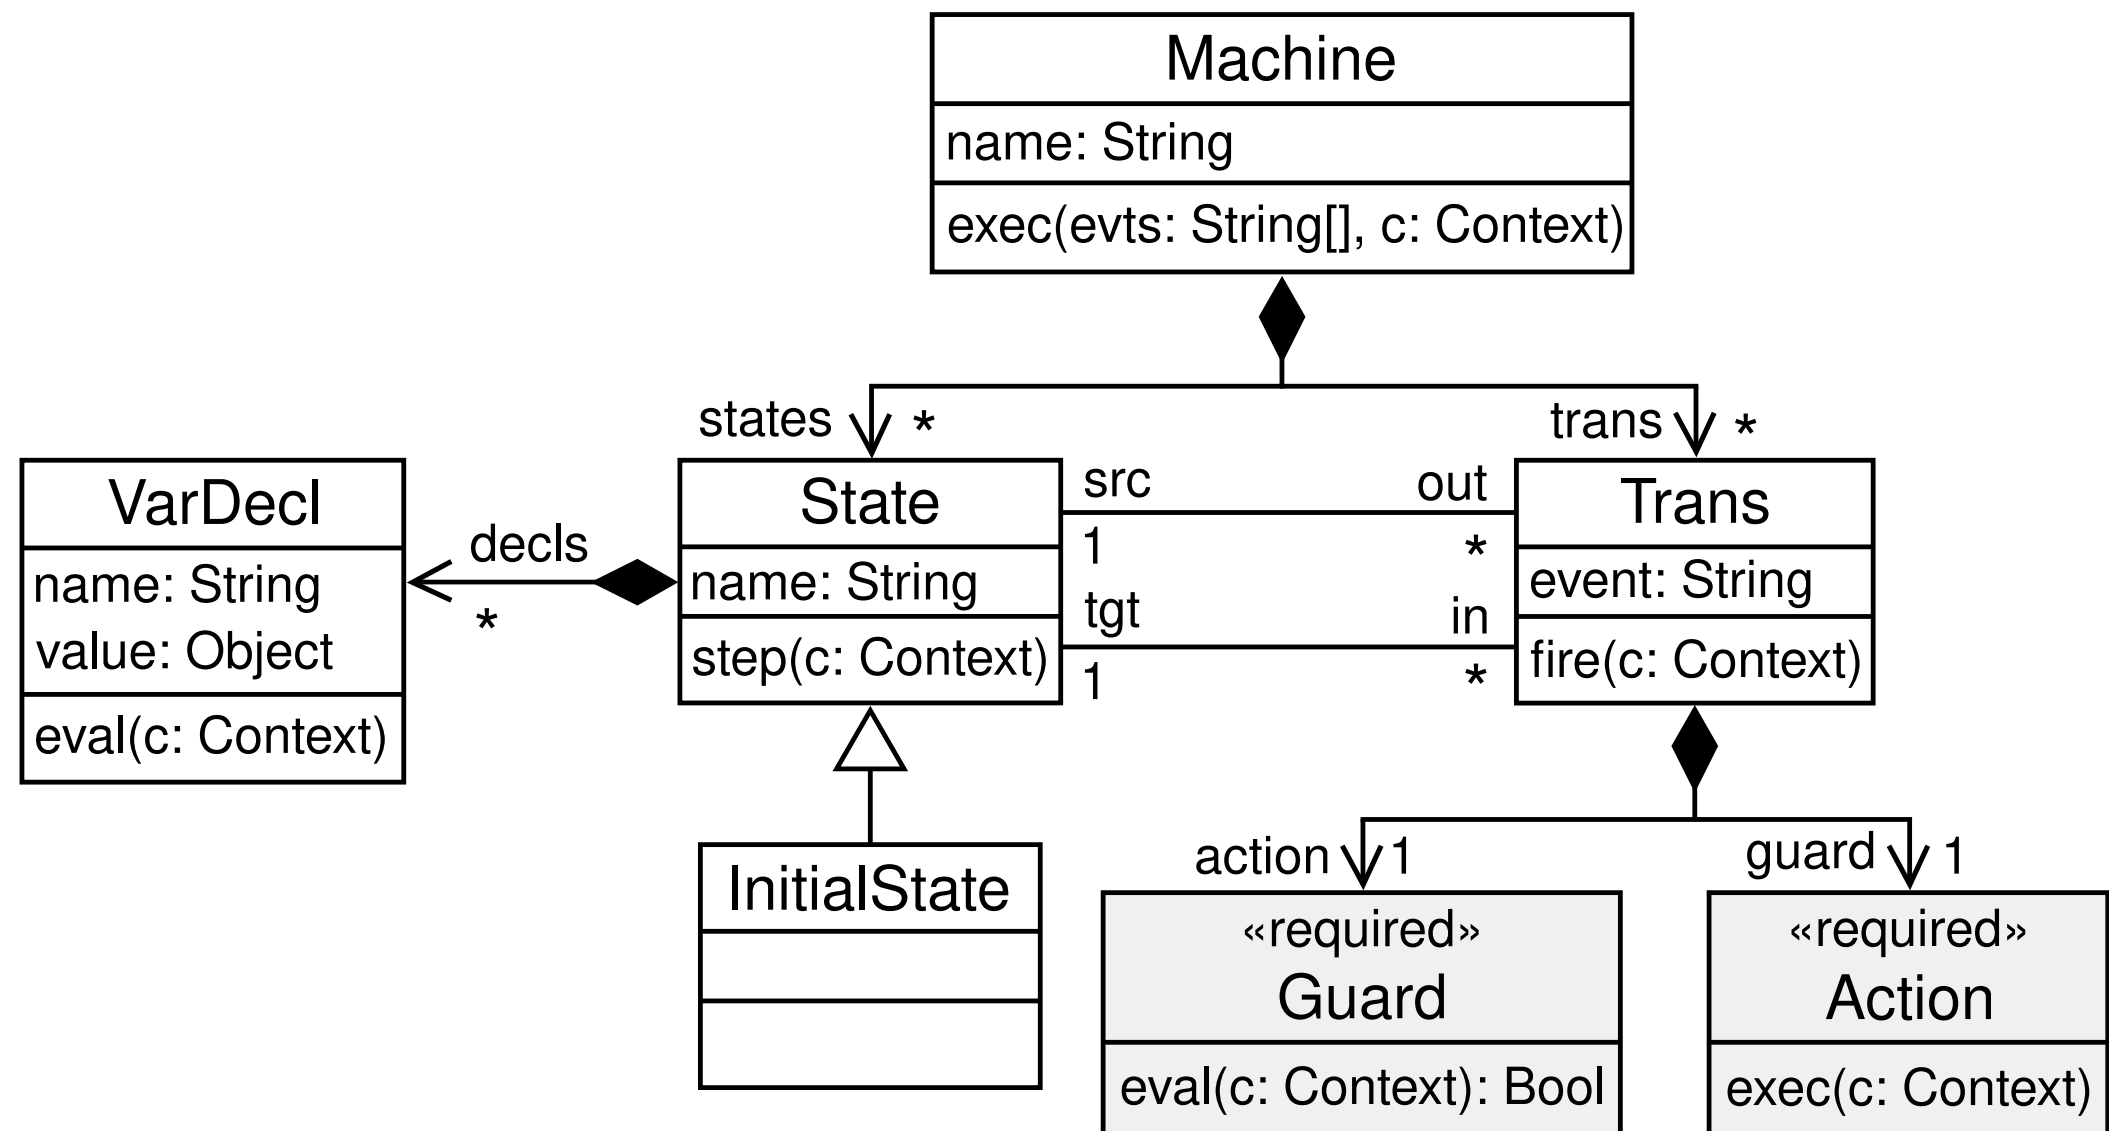 Machine
name: String
exec(evts: String[], c: Context)
states
*
trans
*
VarDecl
name: String
value: Object
eval(c: Context)
decls
*
State
name: String
step(c: Context)
src
1
out
*
tgt
1
in
*
Trans
event: String
fire(c: Context)
InitialState
action
1
guard
1
«required»
Guard
eval(c: Context): Bool
«required»
Action
exec(c: Context)